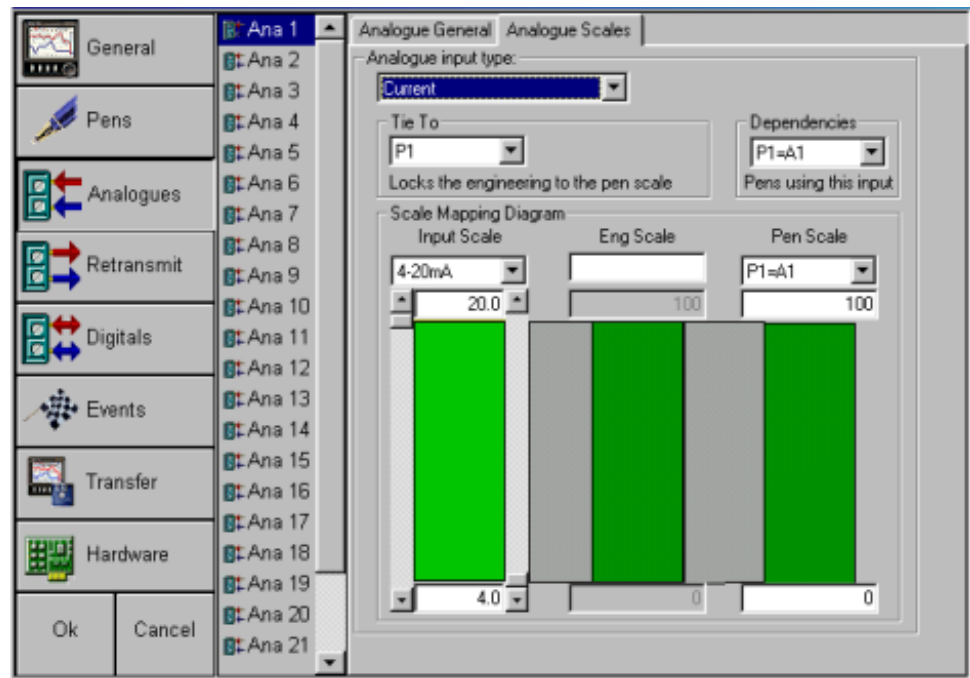 General
Pens
Analogues
Retransmit
Digitals
Events
Transfer
Hardware
Ok
Cancel
Ana 1
Ana 2
Ana 3
Ana 4
Ana 5
Ana 6
Ana 7
Ana 8
Ana 9
Ana 10
Ana 11
Ana 12
Ana 13
Ana 14
Ana 15
Ana 16
Ana 17
Ana 18
Ana 19
Ana 20
Ana 21
Analogue General
Analogue Scales
Analogue input type:
Current
Tie To
P1
Locks the engineering to the pen scale
Dependencies
P1=A1
Pens using this input
Scale Mapping Diagram
Input Scale
Eng Scale
Pen Scale
4-20mA
P1=A1
20.0
100
100
4.0
0
0